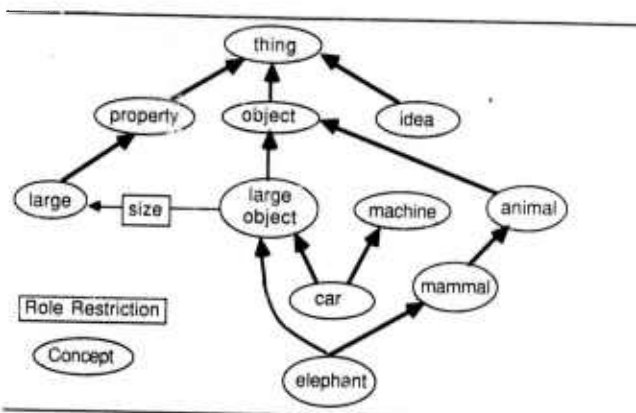 thing
property
object
idea
large
size
large
object
machine
animal
car
mammal
Role Restriction
Concept
elephant